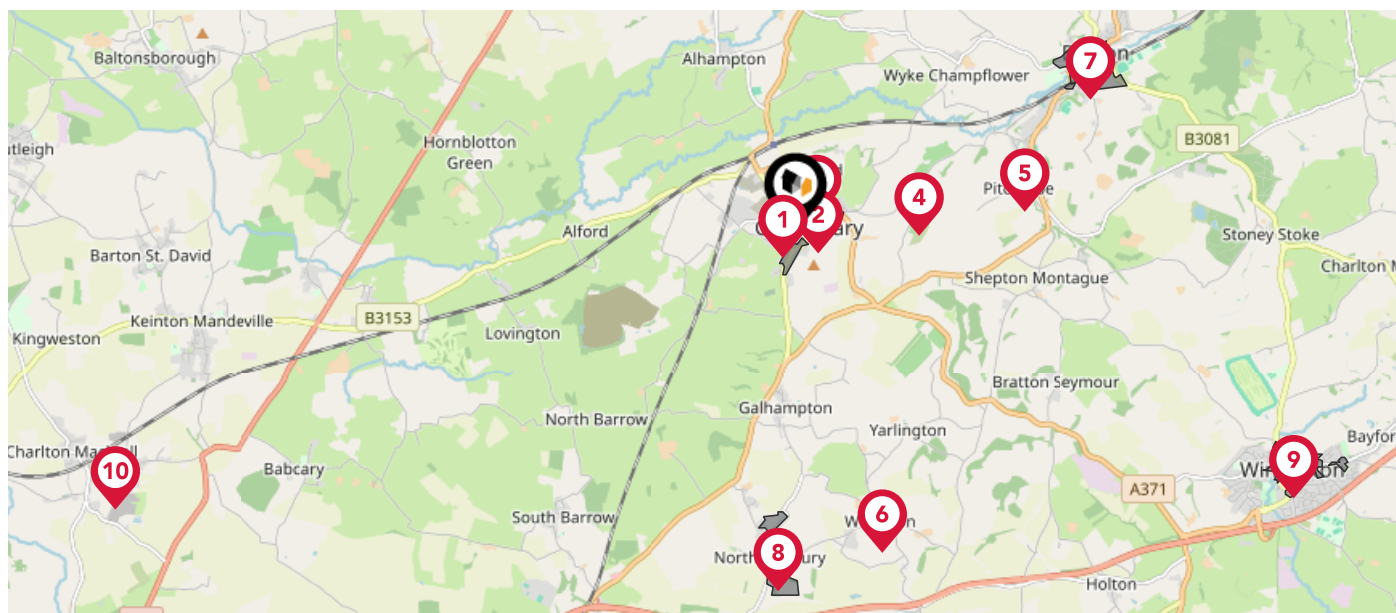 Baltonsborough
Alhampton
7
Wyke Champflower
B3081
Hornblotton
Green
utleigh
5
4
1
2
Alford
Stoney Stoke
Barton St. David
Shepton Montague
Charlton M
B3153
Keinton Mandeville
Lovington
Kingweston
Bratton Seymour
Galhampton
North Barrow
Yarlington
Bayfor
10
Babcary
9
A371
South Barrow
6
8
Holton